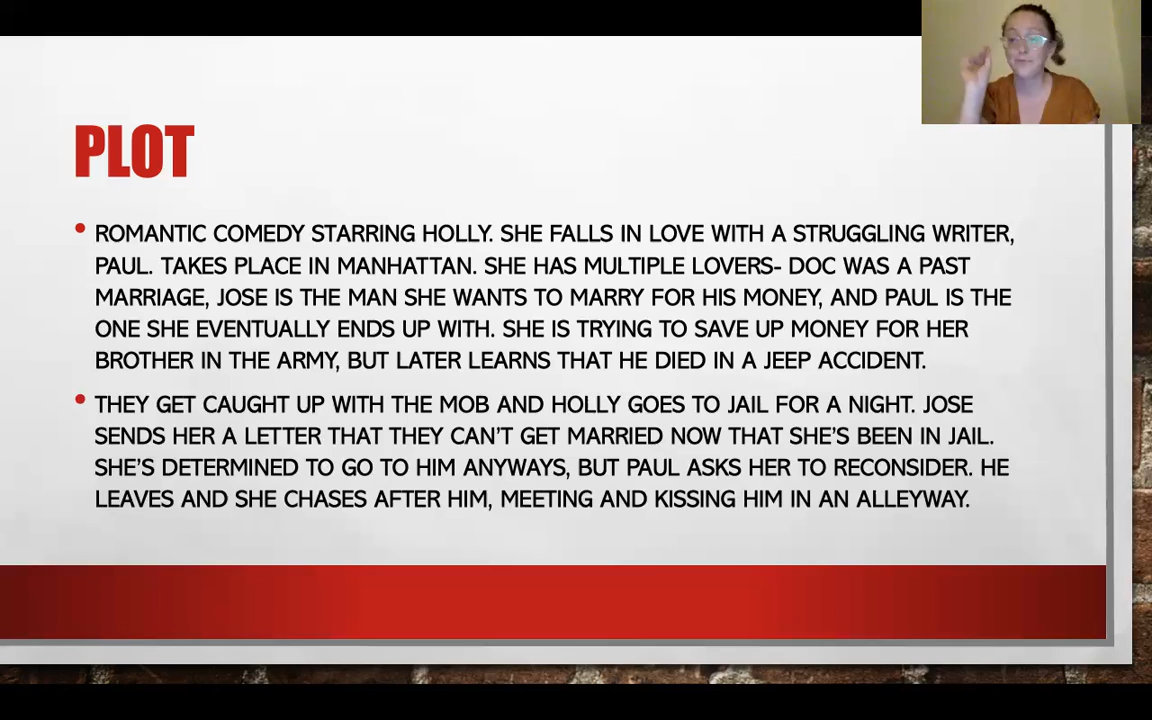 PLOT
• ROMANTIC COMEDY STARRING HOLLY. SHE FALLS IN LOVE WITH A STRUGGLING WRITER,
PAUL. TAKES PLACE IN MANHATTAN. SHE HAS MULTIPLE LOVERS- DOC WAS A PAST
MARRIAGE, JOSE IS THE MAN SHE WANTS TO MARRY FOR HIS MONEY, AND PAUL IS THE
ONE SHE EVENTUALLY ENDS UP WITH. SHE IS TRYING TO SAVE UP MONEY FOR HER
BROTHER IN THE ARMY, BUT LATER LEARNS THAT HE DIED IN A JEEP ACCIDENT.
• THEY GET CAUGHT UP WITH THE MOB AND HOLLY GOES TO JAIL FOR A NIGHT. JOSE
SENDS HER A LETTER THAT THEY CAN'T GET MARRIED NOW THAT SHE'S BEEN IN JAIL.
SHE'S DETERMINED TO GO TO HIM ANYWAYS, BUT PAUL ASKS HER TO RECONSIDER. HE
LEAVES AND SHE CHASES AFTER HIM, MEETING AND KISSING HIM IN AN ALLEYWAY.